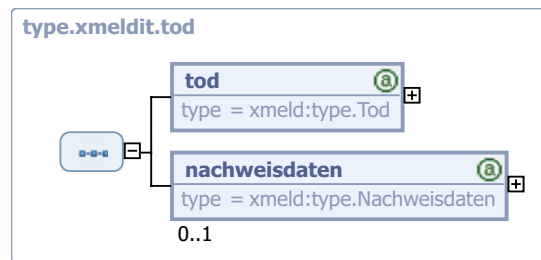 type.xmeldit.tod
tod
type = xmeld:type.Tod
nachweisdaten
type = xmeld:type.Nachweisdaten
0..1